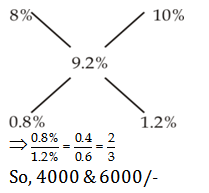 8% 10%
9.2%
0.8% 1.2%
⇒ 0.8%/1.2% = 0.4/0.6 = 2/3
So, 4000 & 6000/-